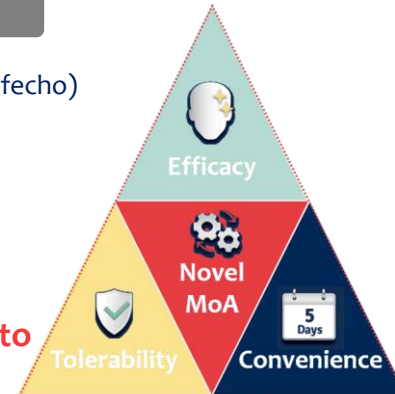 fecho)
Efficacy
Novel
MoA
5
Days
to
Tolerability
Convenience